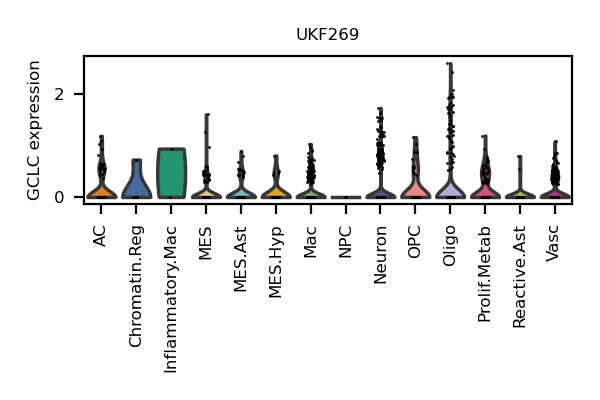 UKF269
GCLC expression
2
0
AC
Chromatin.Reg
Inflammatory.Mac
MES
MES.Ast
MES.Hyp
Mac
NPC
Neuron
OPC
Oligo
Prolif.Metab
Reactive.Ast
Vasc